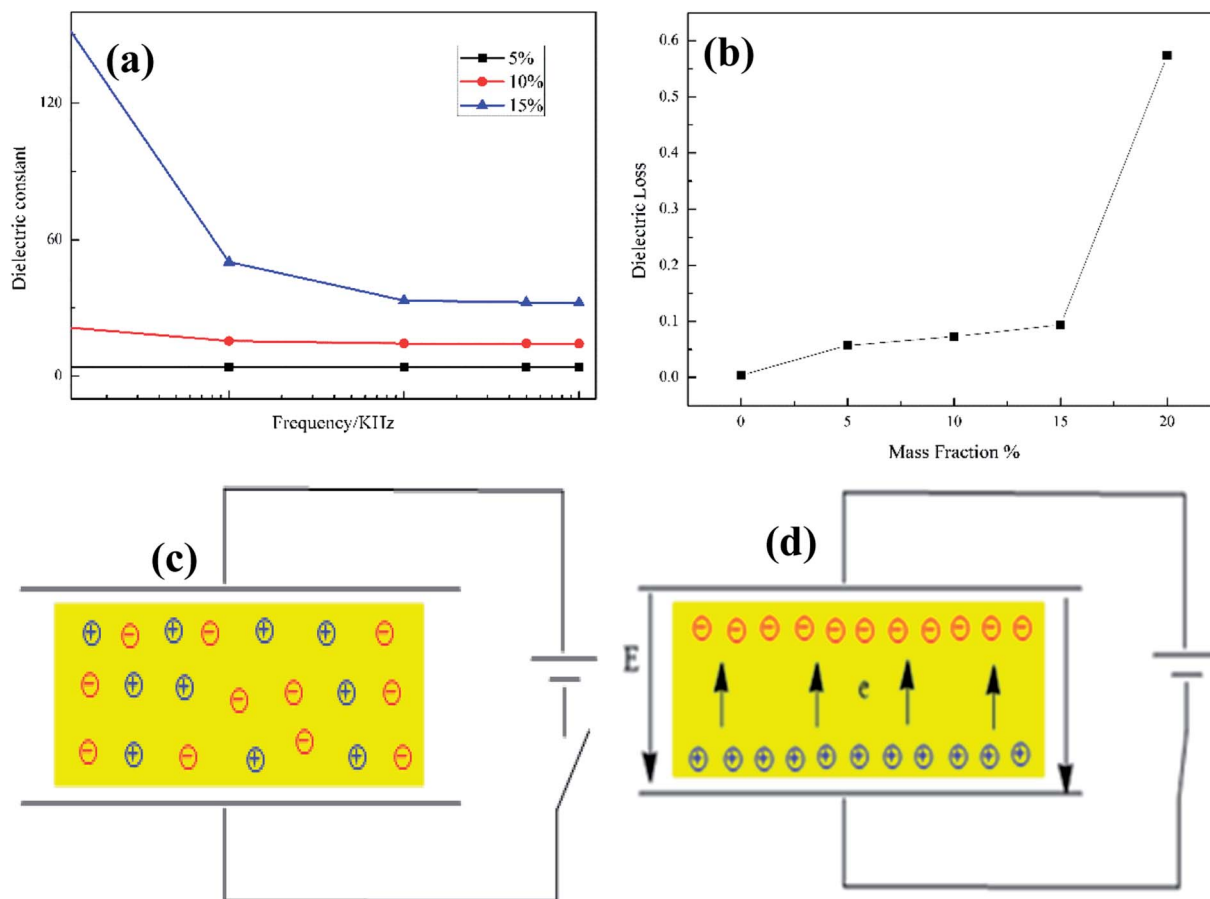 (a)
5%
10%
15%
120
60
0
Dielectric constant
Frequency/KHz
(b)
0.6
0.5
0.4
0.3
0.2
0.1
0.0
Dielectric Loss
0
5
10
15
20
Mass Fraction %
(c)
(d)
E
e